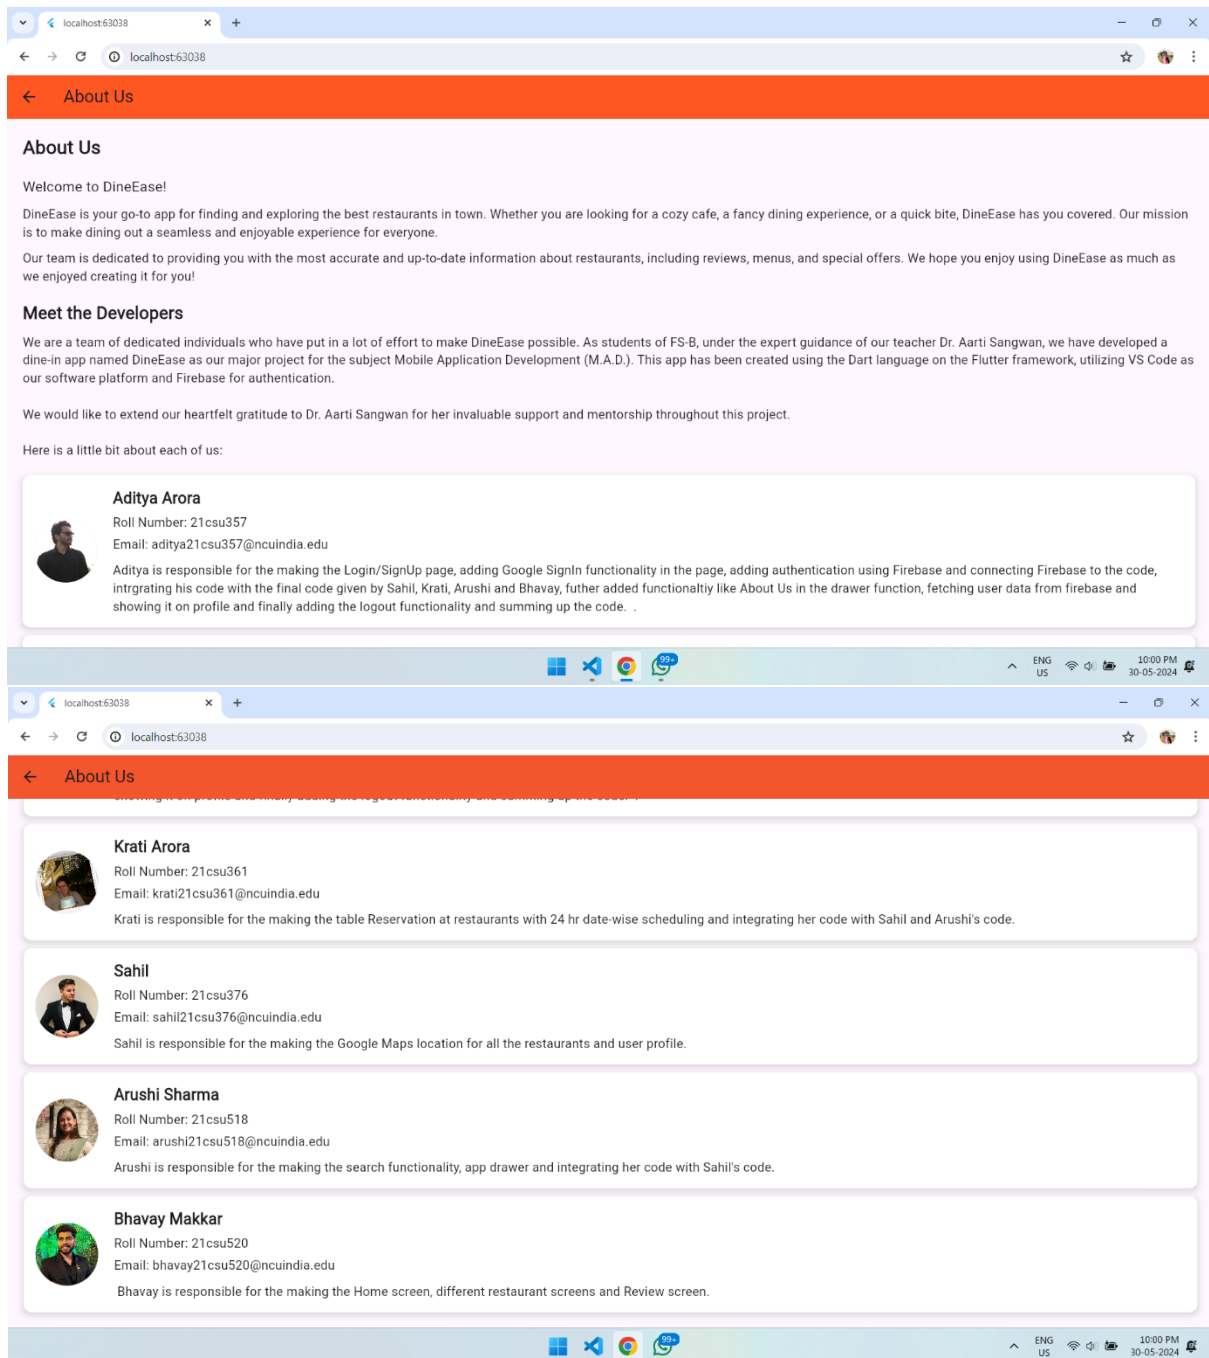 localhost:63038
localhost:63038
About Us
About Us
Welcome to DineEase!
DineEase is your go-to app for finding and exploring the best restaurants in town. Whether you are looking for a cozy cafe, a fancy dining experience, or a quick bite, DineEase has you covered. Our mission
is to make dining out a seamless and enjoyable experience for everyone.
Our team is dedicated to providing you with the most accurate and up-to-date information about restaurants, including reviews, menus, and special offers. We hope you enjoy using DineEase as much as
we enjoyed creating it for you!
Meet the Developers
We are a team of dedicated individuals who have put in a lot of effort to make DineEase possible. As students of FS-B, under the expert guidance of our teacher Dr. Aarti Sangwan, we have developed a
dine-in app named DineEase as our major project for the subject Mobile Application Development (M.A.D.). This app has been created using the Dart language on the Flutter framework, utilizing VS Code as
our software platform and Firebase for authentication.
We would like to extend our heartfelt gratitude to Dr. Aarti Sangwan for her invaluable support and mentorship throughout this project.
Here is a little bit about each of us:
Aditya Arora
Roll Number: 21csu357
Email: aditya21csu357@ncuindia.edu
Aditya is responsible for the making the Login/SignUp page, adding Google SignIn functionality in the page, adding authentication using Firebase and connecting Firebase to the code,
intrgrating his code with the final code given by Sahil, Krati, Arushi and Bhavay, futher added functionaltiy like About Us in the drawer function, fetching user data from firebase and
showing it on profile and finally adding the logout functionality and summing up the code. .
99+
ENG
US
10:00 PM
30-05-2024
localhost:63038
localhost:63038
About Us
showing it on profile and finally adding the logout functionality and summing up the code. .
Krati Arora
Roll Number: 21csu361
Email: krati21csu361@ncuindia.edu
Krati is responsible for the making the table Reservation at restaurants with 24 hr date-wise scheduling and integrating her code with Sahil and Arushi's code.
Sahil
Roll Number: 21csu376
Email: sahil21csu376@ncuindia.edu
Sahil is responsible for the making the Google Maps location for all the restaurants and user profile.
Arushi Sharma
Roll Number: 21csu518
Email: arushi21csu518@ncuindia.edu
Arushi is responsible for the making the search functionality, app drawer and integrating her code with Sahil's code.
Bhavay Makkar
Roll Number: 21csu520
Email: bhavay21csu520@ncuindia.edu
Bhavay is responsible for the making the Home screen, different restaurant screens and Review screen.
99+
ENG
US
10:00 PM
30-05-2024